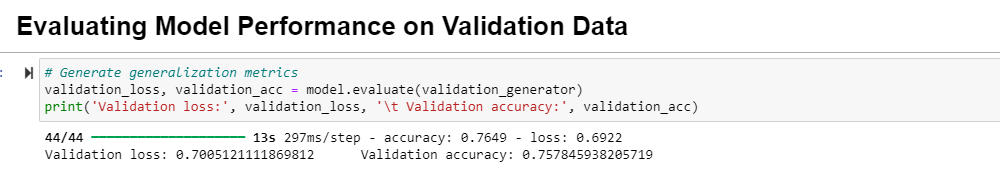 Evaluating Model Performance on Validation Data
:
# Generate generalization metrics
validation_loss, validation_acc = model.evaluate(validation_generator)
print('Validation loss:', validation_loss, '\t Validation accuracy:', validation_acc)
44/44 ━━━━━━━━━━━━━━━━━━━━ 13s 297ms/step - accuracy: 0.7649 - loss: 0.6922
Validation loss: 0.7005121111869812 Validation accuracy: 0.757845938205719